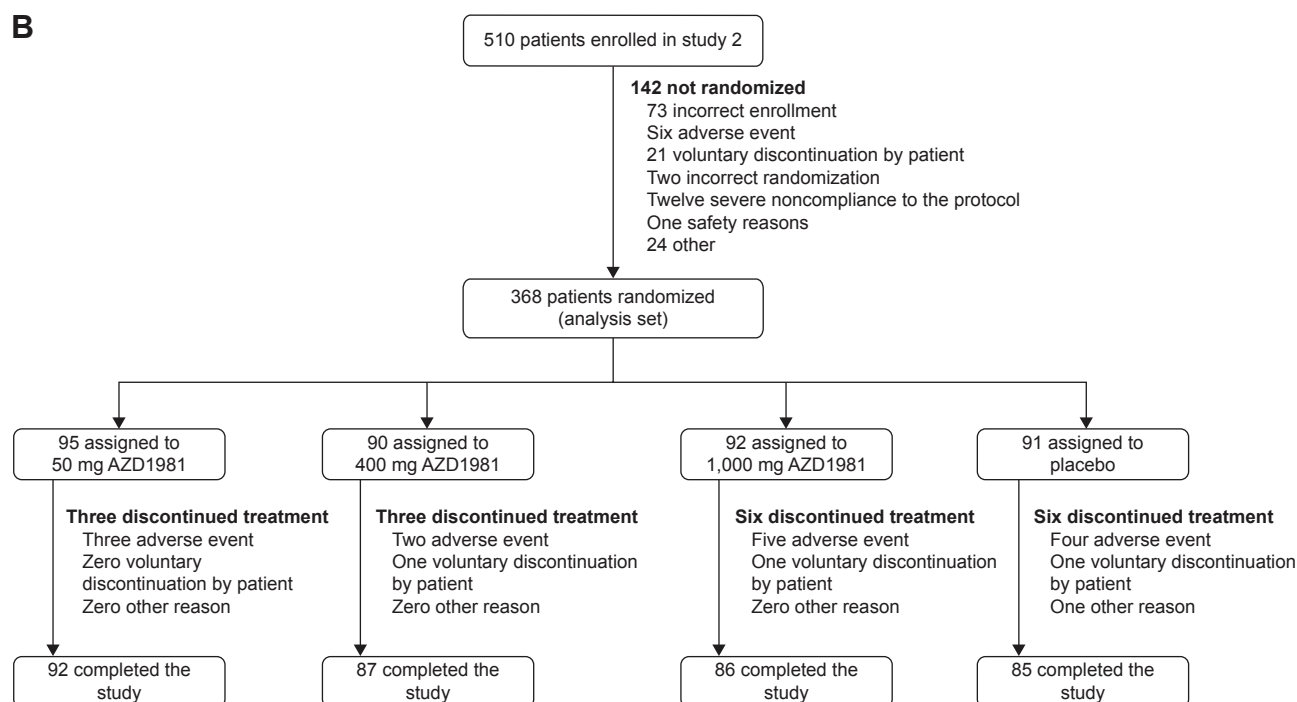 B
510 patients enrolled in study 2
142 not randomized
73 incorrect enrollment
Six adverse event
21 voluntary discontinuation by patient
Two incorrect randomization
Twelve severe noncompliance to the protocol
One safety reasons
24 other
368 patients randomized
(analysis set)
95 assigned to
50 mg AZD1981
90 assigned to
400 mg AZD1981
92 assigned to
1,000 mg AZD1981
91 assigned to
placebo
Three discontinued treatment
Three adverse event
Zero voluntary
discontinuation by patient
Zero other reason
Three discontinued treatment
Two adverse event
One voluntary discontinuation
by patient
Zero other reason
Six discontinued treatment
Five adverse event
One voluntary discontinuation
by patient
Zero other reason
Six discontinued treatment
Four adverse event
One voluntary discontinuation
by patient
One other reason
92 completed the
study
87 completed the
study
86 completed the
study
85 completed the
study